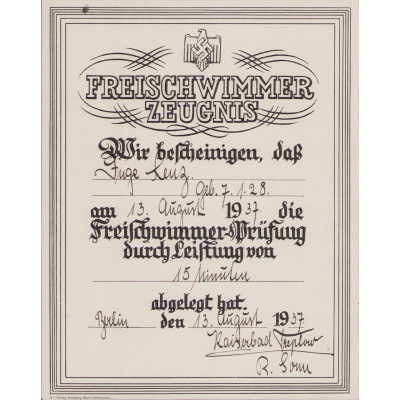 FREISCHWIMMER
ZEUGNIS
Wir bescheinigen, daß
Inge Lenz
geb. 7.1.28.
am 13. August 1937. die
Freischwimmer-Prüfung
durch Leistung von
15 Minuten
abgelegt hat.
Berlin den 13. August 1937
Kaiserbad Treptow
R.